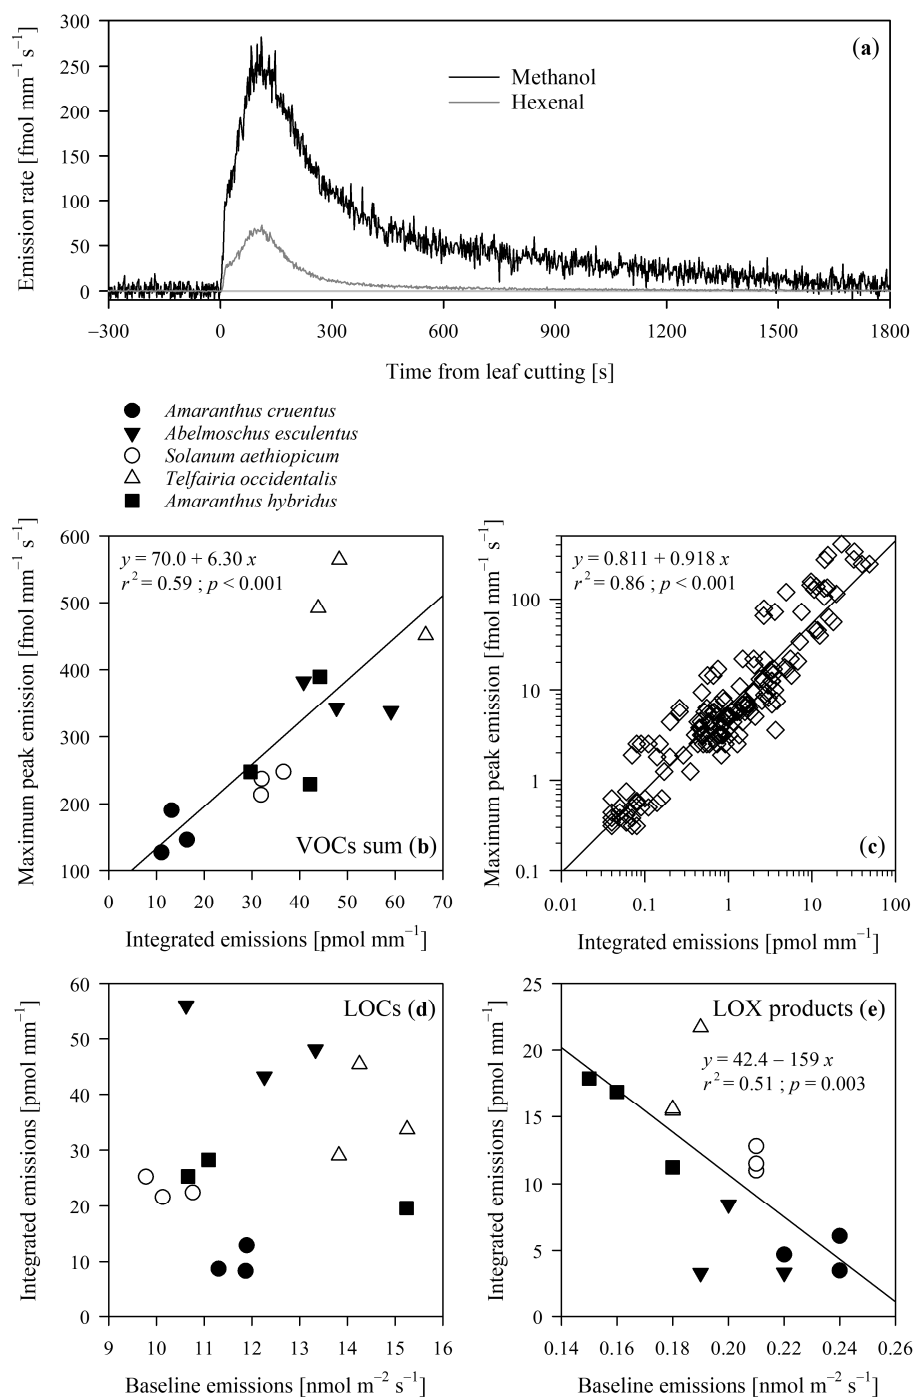 300
250
200
150
100
50
0
Emission rate [fmol mm⁻¹ s⁻¹]
(a)
Methanol
Hexenal
−300 0 300 600 900 1200 1500 1800
Time from leaf cutting [s]
Amaranthus cruentus
Abelmoschus esculentus
Solanum aethiopicum
Telfairia occidentalis
Amaranthus hybridus
600
500
400
300
200
100
Maximum peak emission [fmol mm⁻¹ s⁻¹]
y = 70.0 + 6.30 x
r² = 0.59 ; p < 0.001
VOCs sum (b)
0 10 20 30 40 50 60 70
Integrated emissions [pmol mm⁻¹]
100
10
1
0.1
Maximum peak emission [fmol mm⁻¹ s⁻¹]
y = 0.811 + 0.918 x
r² = 0.86 ; p < 0.001
(c)
0.01 0.1 1 10 100
Integrated emissions [pmol mm⁻¹]
60
50
40
30
20
10
0
Integrated emissions [pmol mm⁻¹]
LOCs (d)
9 10 11 12 13 14 15 16
Baseline emissions [nmol m⁻² s⁻¹]
25
20
15
10
5
0
Integrated emissions [pmol mm⁻¹]
LOX products (e)
y = 42.4 − 159 x
r² = 0.51 ; p = 0.003
0.14 0.16 0.18 0.20 0.22 0.24 0.26
Baseline emissions [nmol m⁻² s⁻¹]